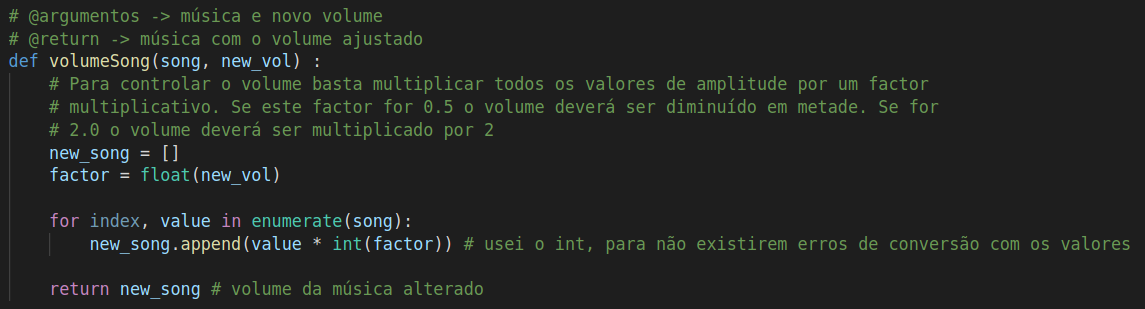 # @argumentos -> música e novo volume
# @return -> música com o volume ajustado
def volumeSong(song, new_vol) :
    # Para controlar o volume basta multiplicar todos os valores de amplitude por um factor
    # multiplicativo. Se este factor for 0.5 o volume deverá ser diminuído em metade. Se for
    # 2.0 o volume deverá ser multiplicado por 2
    new_song = []
    factor = float(new_vol)

    for index, value in enumerate(song):
        new_song.append(value * int(factor)) # usei o int, para não existirem erros de conversão com os valores

    return new_song # volume da música alterado